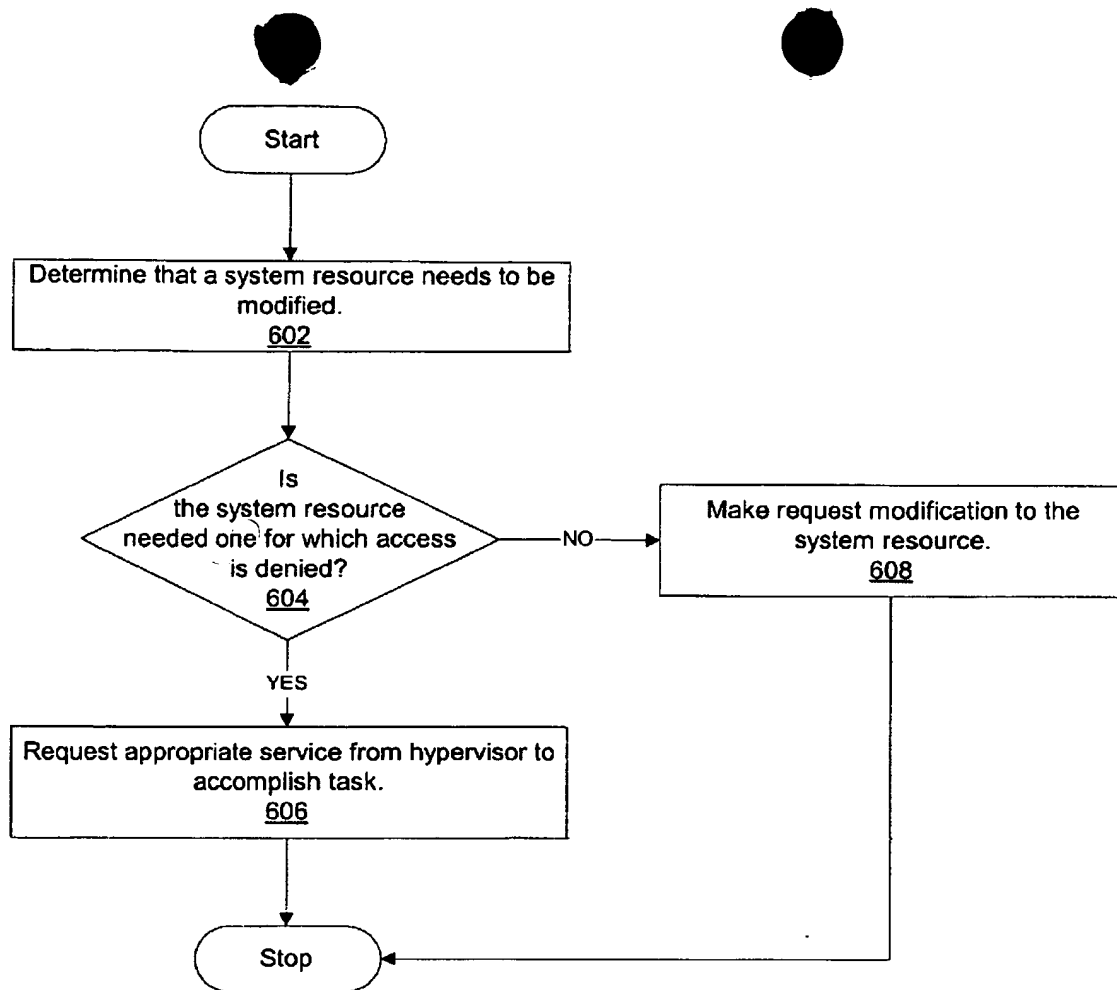 Start
Determine that a system resource needs to be
modified.
602
Is
the system resource
needed one for which access
is denied?
604
NO
Make request modification to the
system resource.
608
YES
Request appropriate service from hypervisor to
accomplish task.
606
Stop